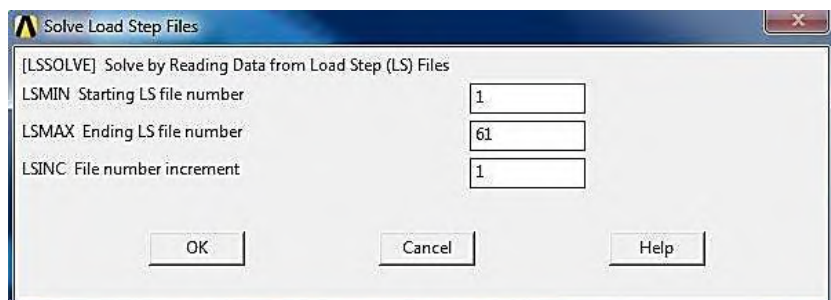 Solve Load Step Files
[LSSOLVE] Solve by Reading Data from Load Step (LS) Files
LSMIN Starting LS file number 1
LSMAX Ending LS file number 61
LSINC File number increment 1
OK Cancel Help